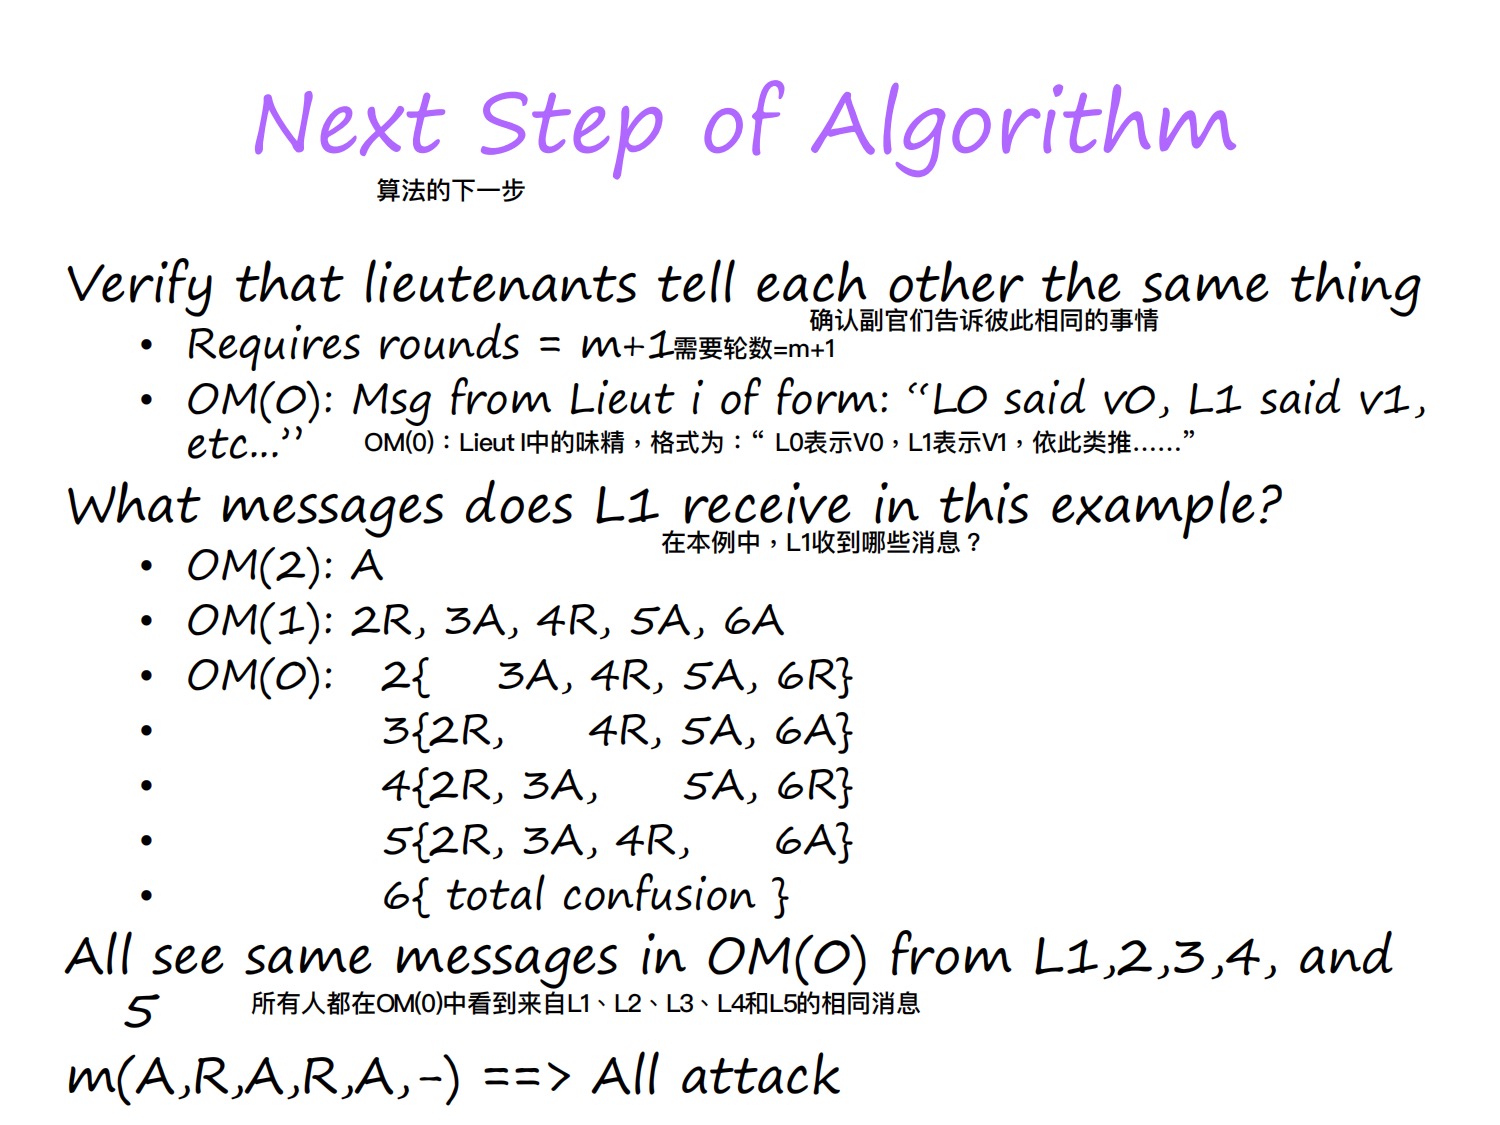 Next Step of Algorithm
算法的下一步
Verify that lieutenants tell each other the same thing
确认副官们告诉彼此相同的事情
• Requires rounds = m+1需要轮数=m+1
• OM(0): Msg from Lieut i of form: “L0 said v0, L1 said v1,
etc...” OM(0)：Lieut I中的味精，格式为：“ L0表示V0，L1表示V1，依此类推……”
What messages does L1 receive in this example?
在本例中，L1收到哪些消息？
• OM(2): A
• OM(1): 2R, 3A, 4R, 5A, 6A
• OM(0): 2{ 3A, 4R, 5A, 6R}
• 3{2R, 4R, 5A, 6A}
• 4{2R, 3A, 5A, 6R}
• 5{2R, 3A, 4R, 6A}
• 6{ total confusion }
All see same messages in OM(0) from L1,2,3,4, and
5 所有人都在OM(0)中看到来自L1、L2、L3、L4和L5的相同消息
m(A,R,A,R,A,-) ==> All attack